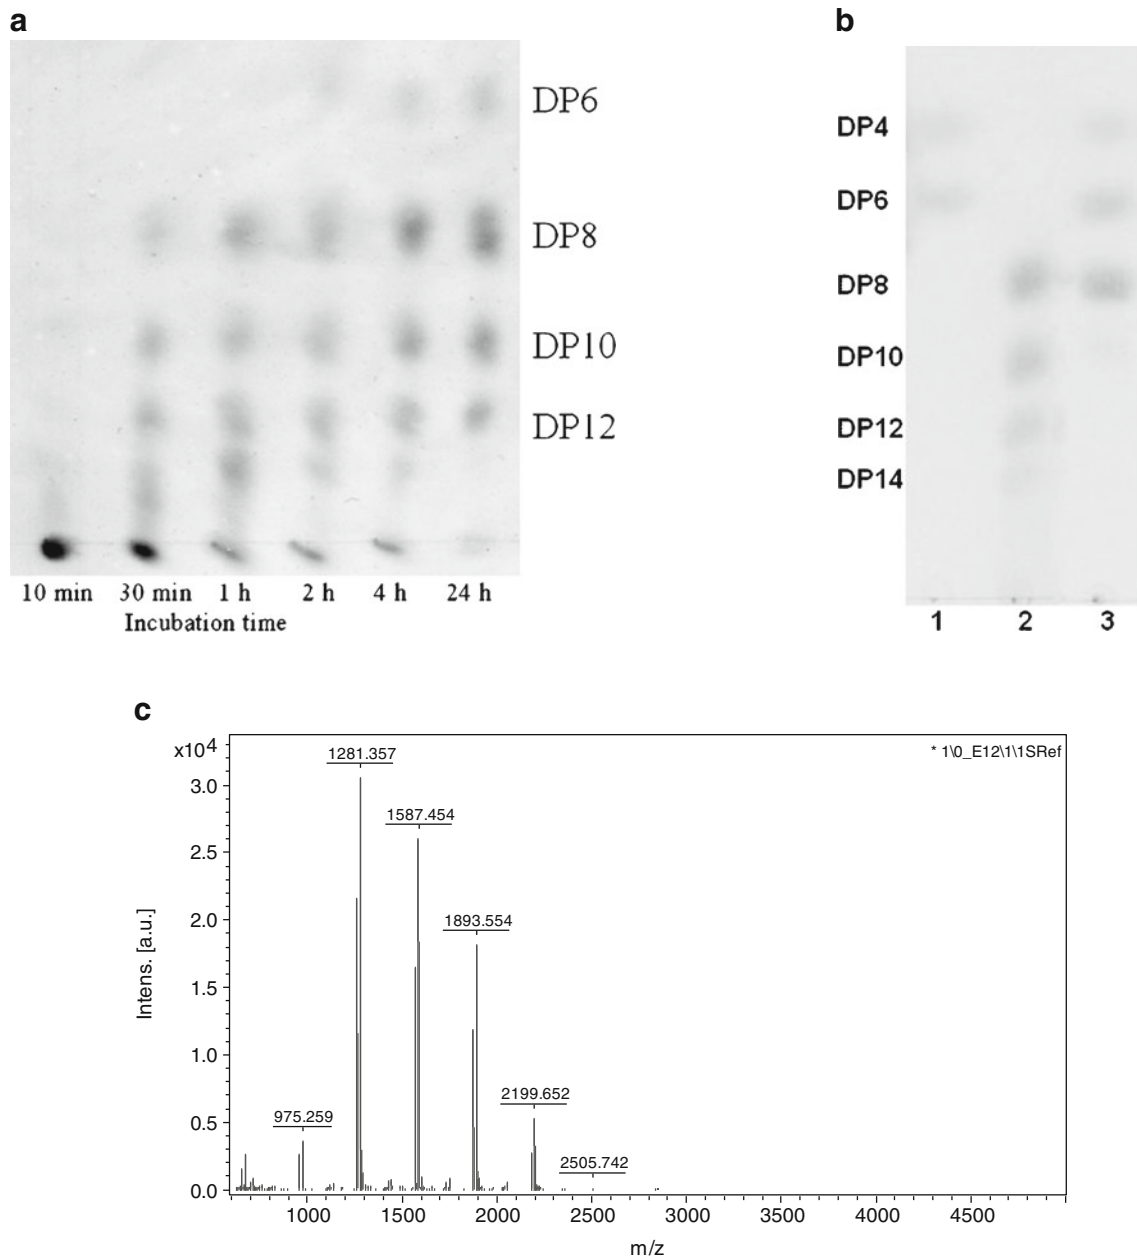 a
DP6
DP8
DP10
DP12
10 min 30 min 1 h 2 h 4 h 24 h
Incubation time
b
DP4
DP6
DP8
DP10
DP12
DP14
1 2 3
c
x10⁴
* 1\0_E12\1\1SRef
1281.357
1587.454
1893.554
2199.652
975.259
2505.742
3.0
2.5
2.0
1.5
1.0
0.5
0.0
Intens. [a.u.]
1000 1500 2000 2500 3000 3500 4000 4500
m/z